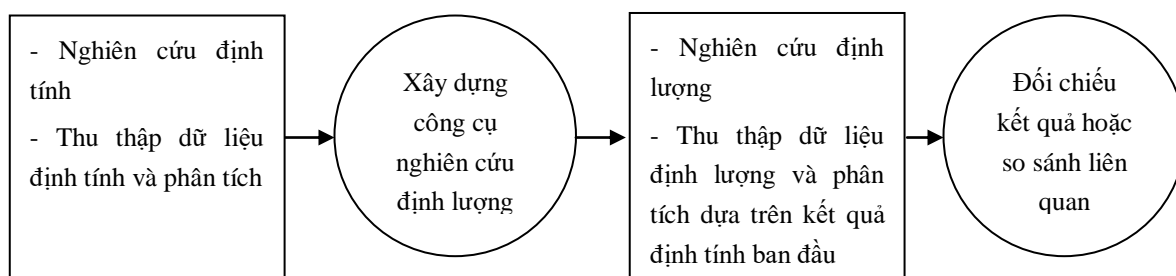 - Nghiên cứu định
tính
- Thu thập dữ liệu
định tính và phân tích
Xây dựng
công cụ
nghiên cứu
định lượng
- Nghiên cứu định
lượng
- Thu thập dữ liệu
định lượng và phân
tích dựa trên kết quả
định tính ban đầu
Đối chiếu
kết quả hoặc
so sánh liên
quan